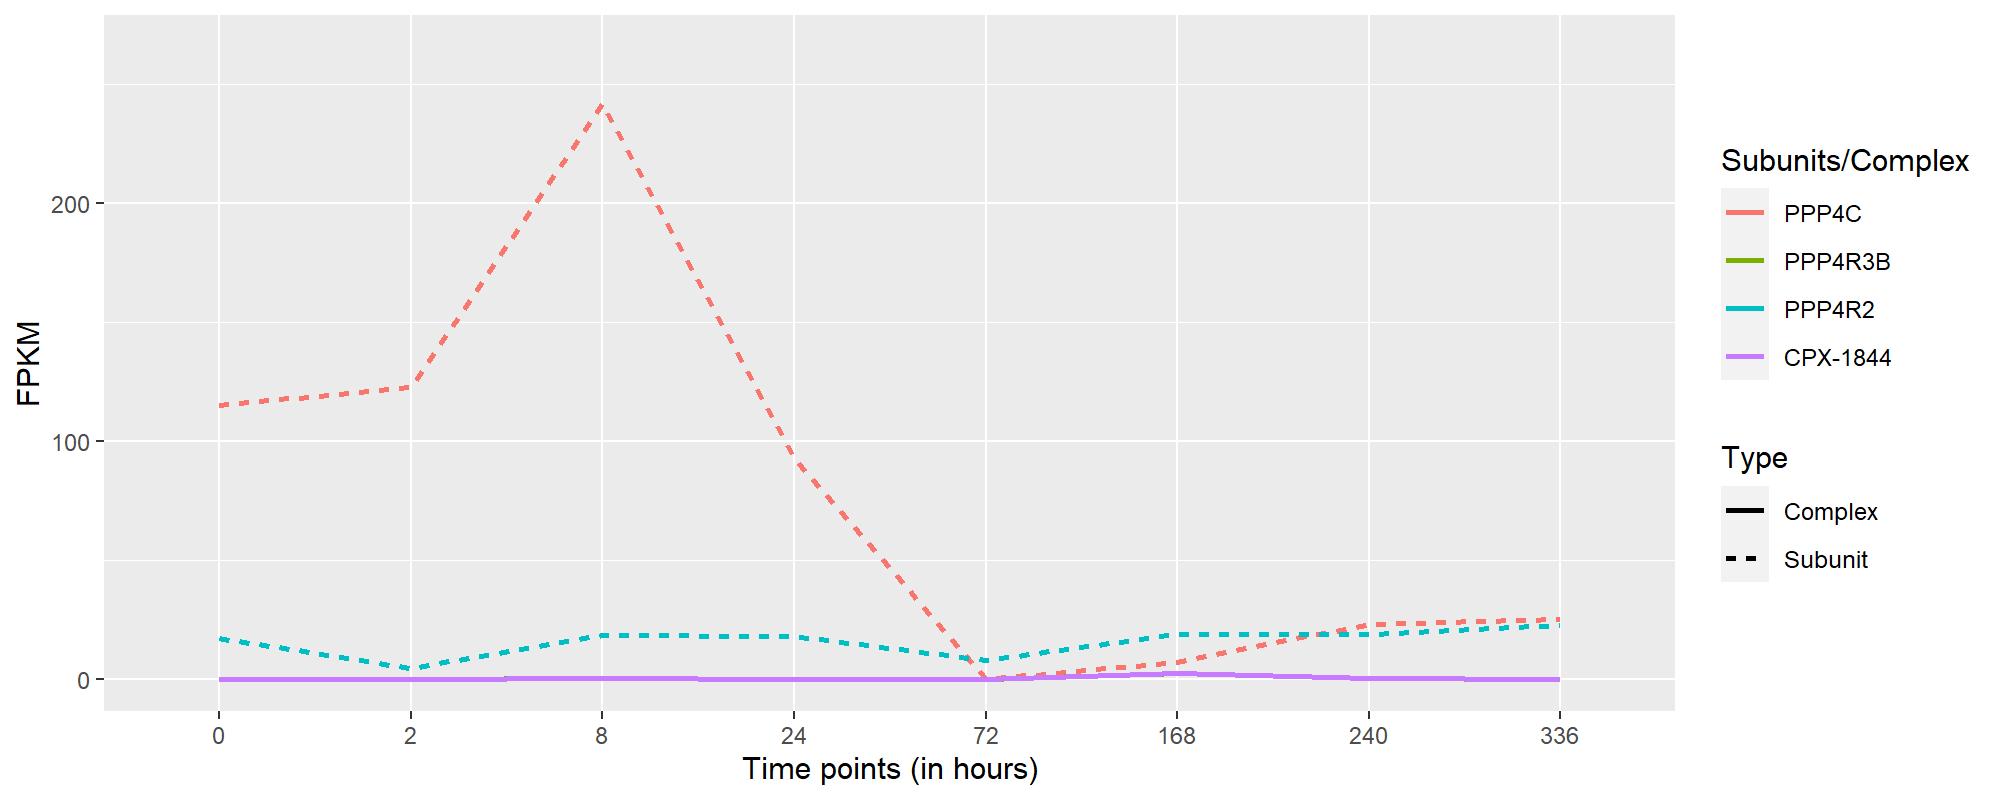 FPKM
200
100
0
0 2 8 24 72 168 240 336
Time points (in hours)
Subunits/Complex
PPP4C
PPP4R3B
PPP4R2
CPX-1844
Type
Complex
Subunit